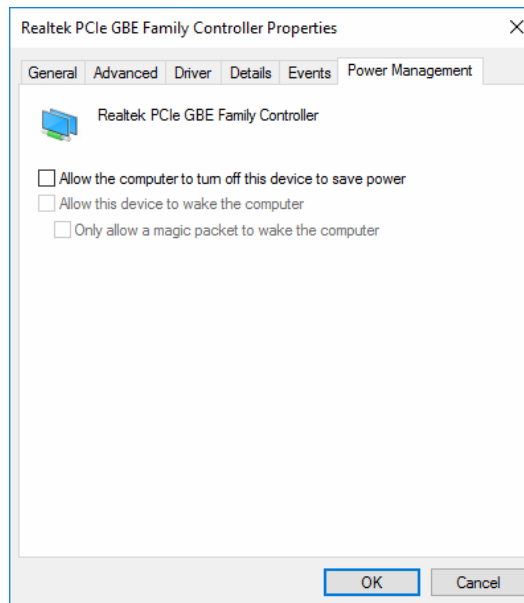 Realtek PCIe GBE Family Controller Properties
General Advanced Driver Details Events Power Management
Realtek PCIe GBE Family Controller
Allow the computer to turn off this device to save power
Allow this device to wake the computer
Only allow a magic packet to wake the computer
OK Cancel